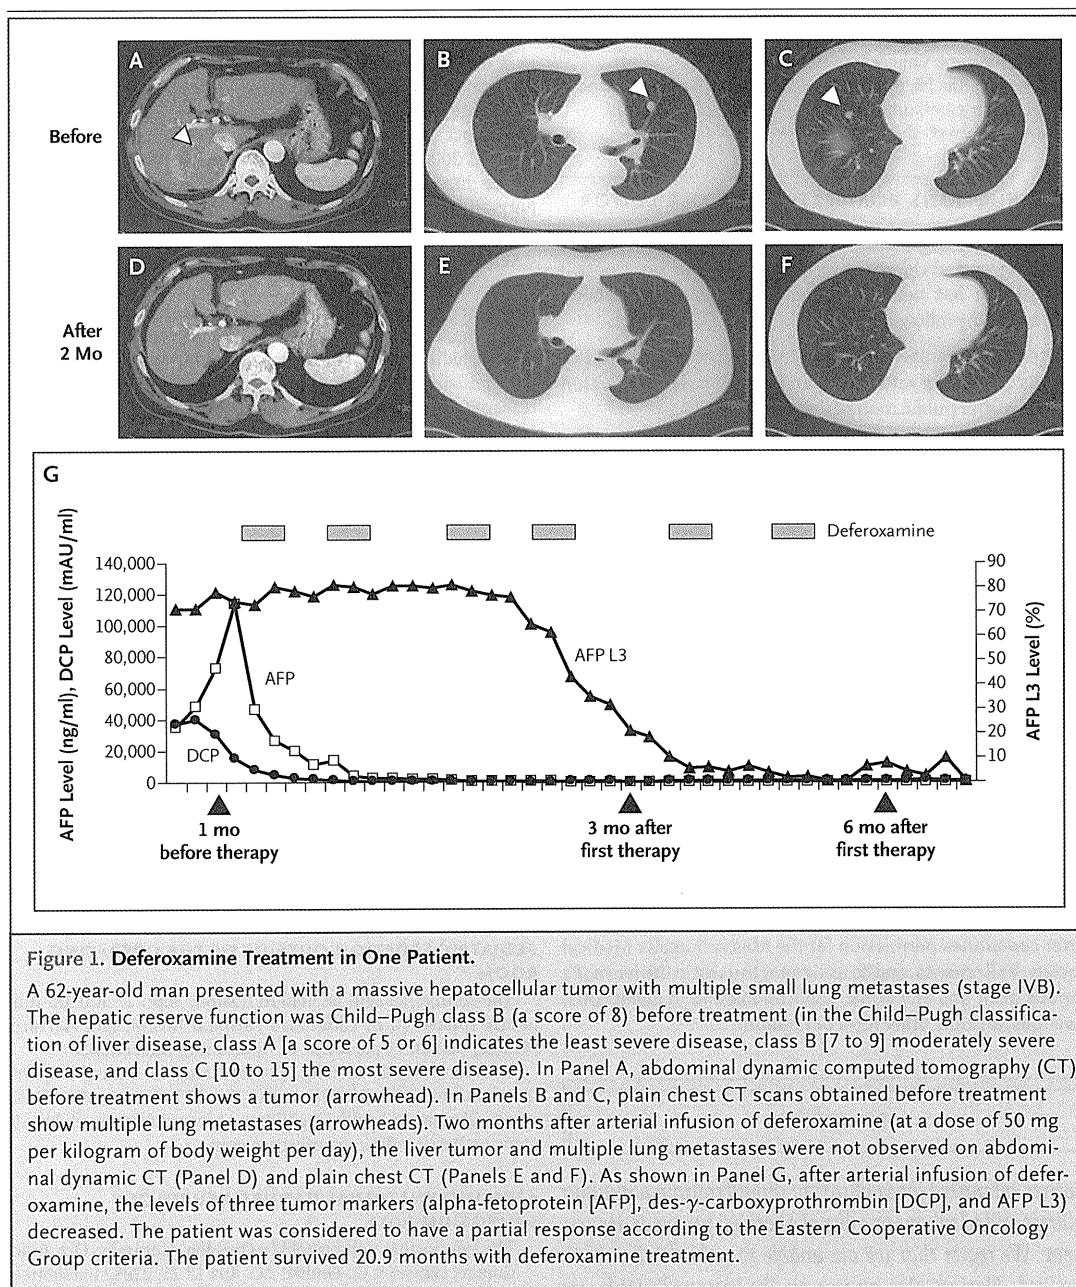 A
B
C
Before
D
E
F
After
2 Mo
G
Deferoxamine
AFP Level (ng/ml), DCP Level (mAU/ml)
140,000
120,000
100,000
80,000
60,000
40,000
20,000
0
90
80
70
60
50
40
30
20
10
AFP L3 Level (%)
AFP L3
AFP
DCP
1 mo
before therapy
3 mo after
first therapy
6 mo after
first therapy
Figure 1. Deferoxamine Treatment in One Patient.
A 62-year-old man presented with a massive hepatocellular tumor with multiple small lung metastases (stage IVB).
The hepatic reserve function was Child–Pugh class B (a score of 8) before treatment (in the Child–Pugh classifica-
tion of liver disease, class A [a score of 5 or 6] indicates the least severe disease, class B [7 to 9] moderately severe
disease, and class C [10 to 15] the most severe disease). In Panel A, abdominal dynamic computed tomography (CT)
before treatment shows a tumor (arrowhead). In Panels B and C, plain chest CT scans obtained before treatment
show multiple lung metastases (arrowheads). Two months after arterial infusion of deferoxamine (at a dose of 50 mg
per kilogram of body weight per day), the liver tumor and multiple lung metastases were not observed on abdomi-
nal dynamic CT (Panel D) and plain chest CT (Panels E and F). As shown in Panel G, after arterial infusion of defer-
oxamine, the levels of three tumor markers (alpha-fetoprotein [AFP], des-γ-carboxyprothrombin [DCP], and AFP L3)
decreased. The patient was considered to have a partial response according to the Eastern Cooperative Oncology
Group criteria. The patient survived 20.9 months with deferoxamine treatment.